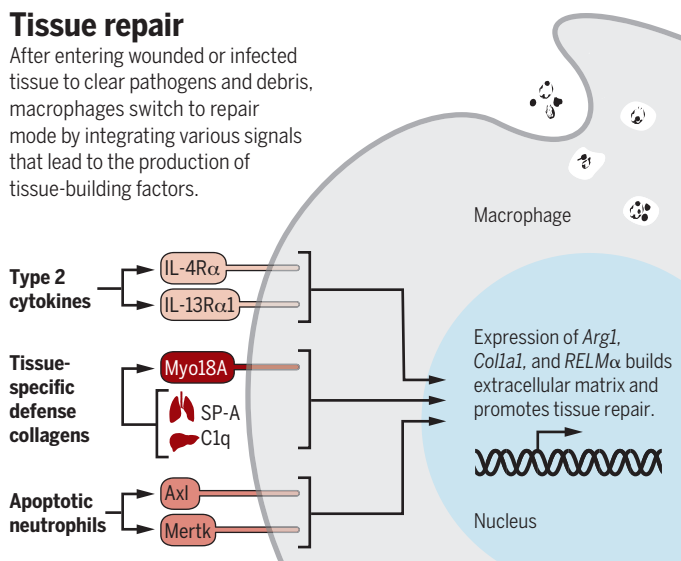 Tissue repair
After entering wounded or infected
tissue to clear pathogens and debris,
macrophages switch to repair
mode by integrating various signals
that lead to the production of
tissue-building factors.
Macrophage
Type 2
cytokines
IL-4Rα
IL-13Rα1
Tissue-
specific
defense
collagens
Myo18A
SP-A
C1q
Apoptotic
neutrophils
Axl
Mertk
Expression of Arg1,
Col1a1, and RELMα builds
extracellular matrix and
promotes tissue repair.
Nucleus